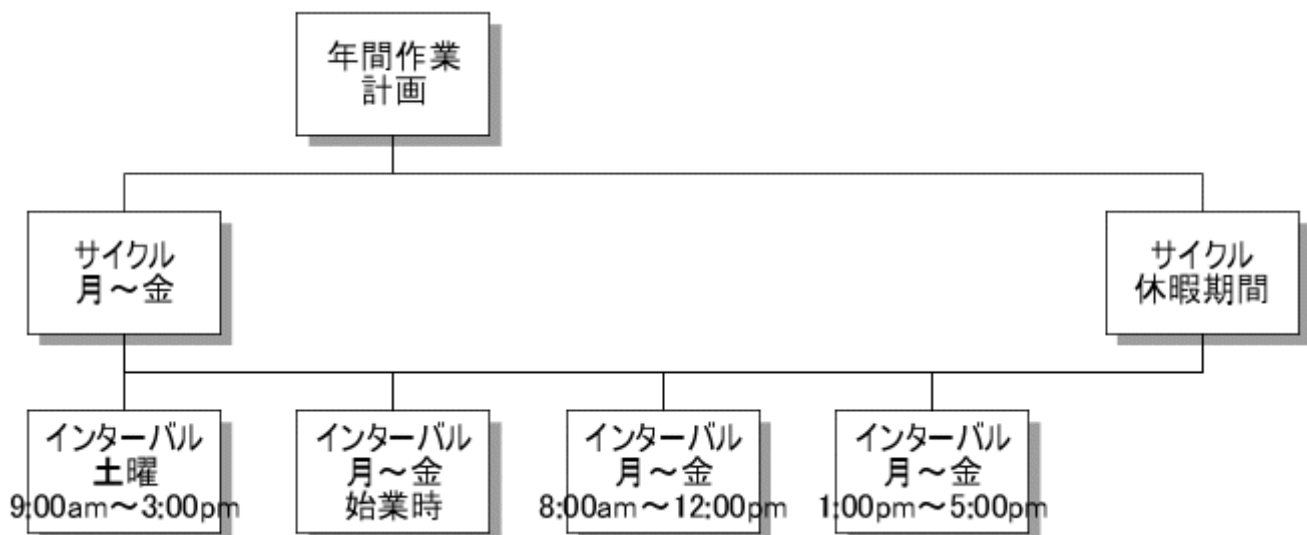 年間作業
計画
サイクル
月～金
サイクル
休暇期間
インターバル
土曜
9:00am～3:00pm
インターバル
月～金
始業時
インターバル
月～金
8:00am～12:00pm
インターバル
月～金
1:00pm～5:00pm